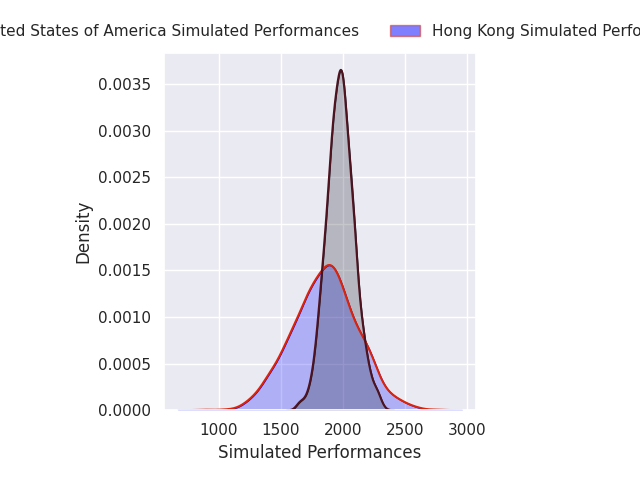 ted States of America Simulated Performances
Hong Kong Simulated Perfo
0.0035
0.0030
0.0025
0.0020
0.0015
0.0010
0.0005
0.0000
Density
1000 1500 2000 2500 3000
Simulated Performances